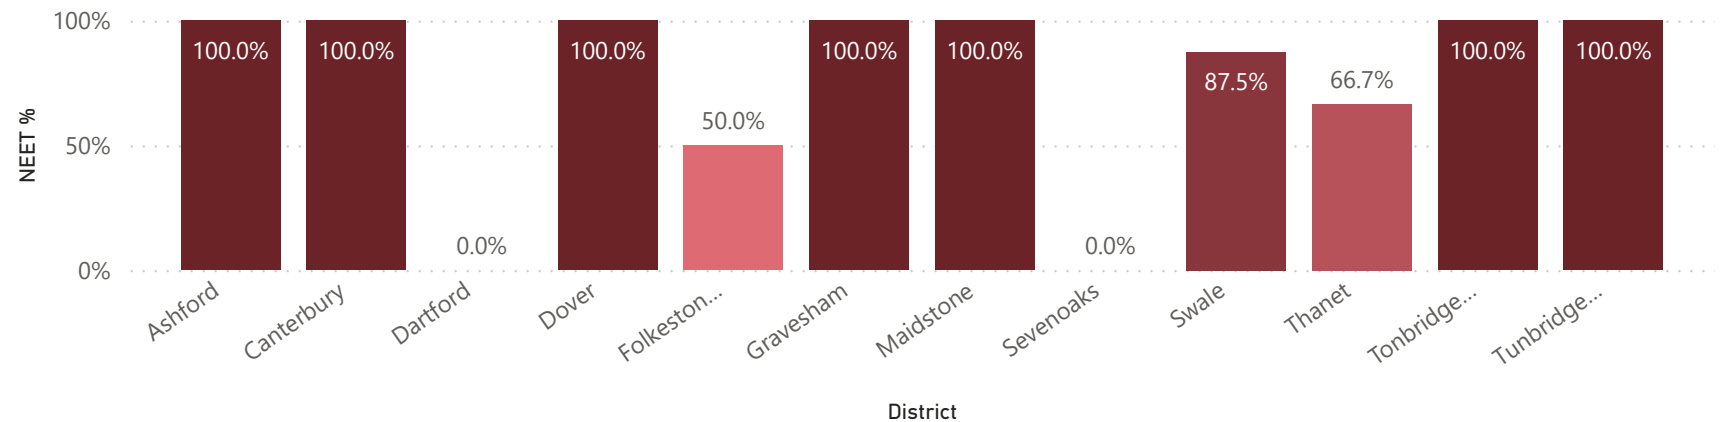 NEET %
100%
50%
0%
100.0%
100.0%
0.0%
100.0%
50.0%
100.0%
100.0%
0.0%
87.5%
66.7%
100.0%
100.0%
Ashford
Canterbury
Dartford
Dover
Folkeston...
Gravesham
Maidstone
Sevenoaks
Swale
Thanet
Tonbridge...
Tunbridge...
District